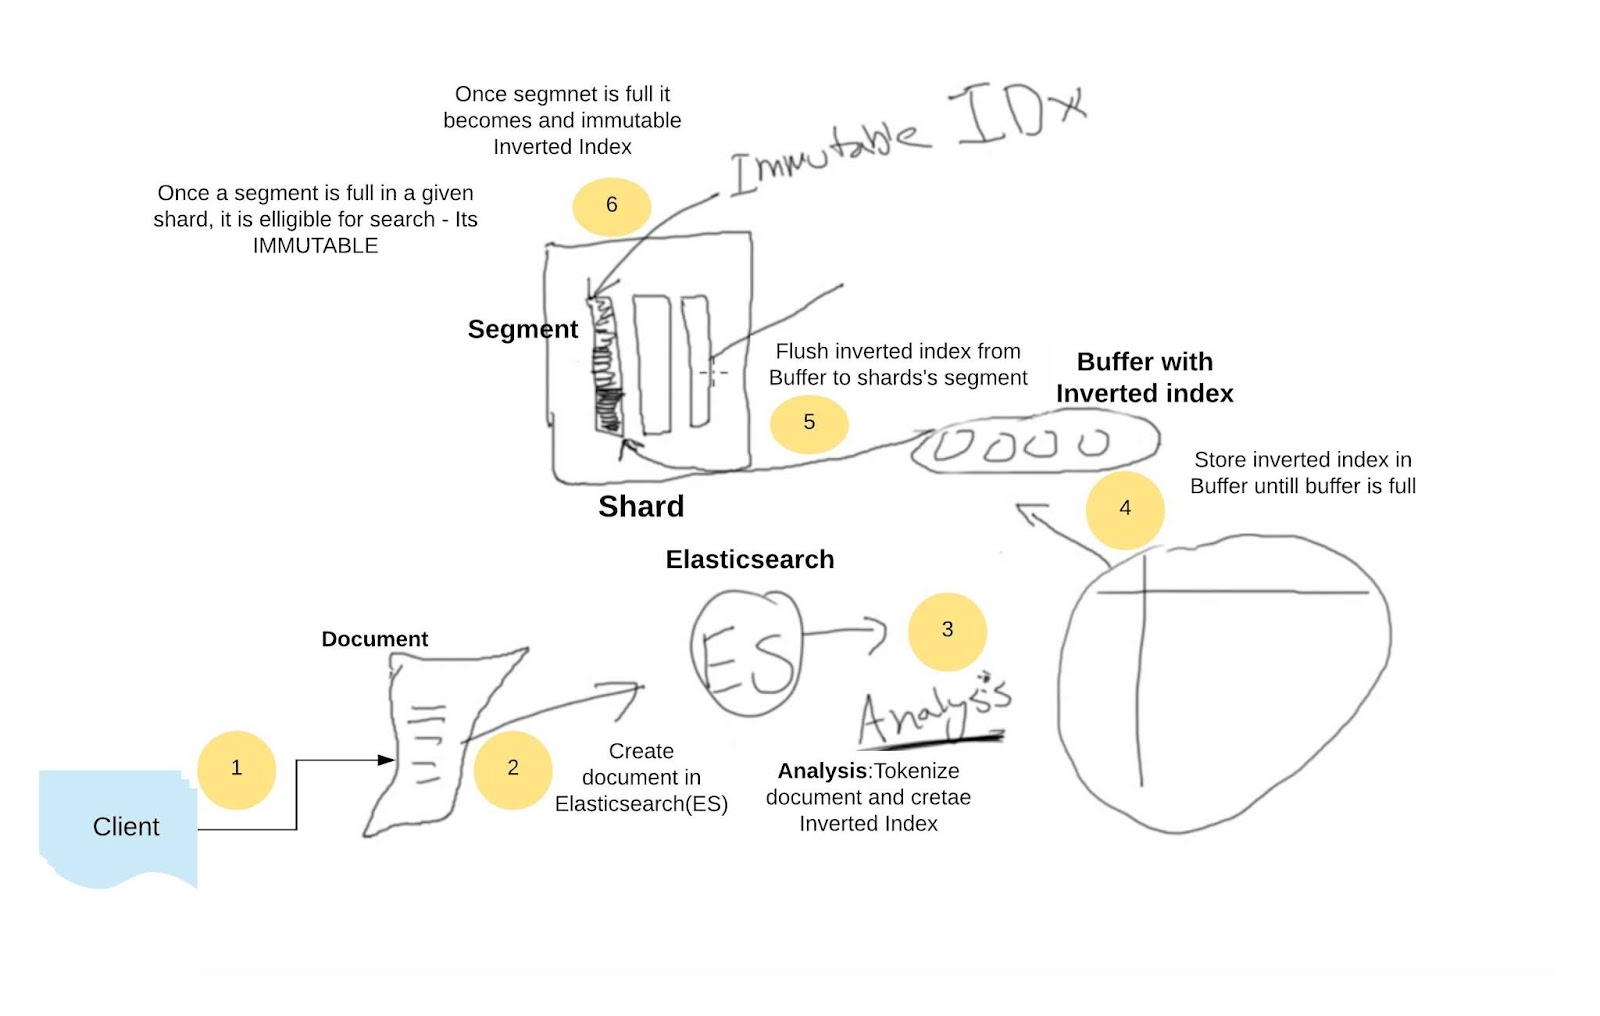 Once segmnet is full it
becomes and immutable
Inverted Index
Immutable IDx
Once a segment is full in a given
shard, it is elligible for search - Its
IMMUTABLE
6
Segment
Flush inverted index from
Buffer to shards's segment
5
Buffer with
Inverted index
Store inverted index in
Buffer untill buffer is full
4
Shard
Elasticsearch
ES
3
Analysis
Analysis:Tokenize
document and cretae
Inverted Index
Document
1
2
Create
document in
Elasticsearch(ES)
Client